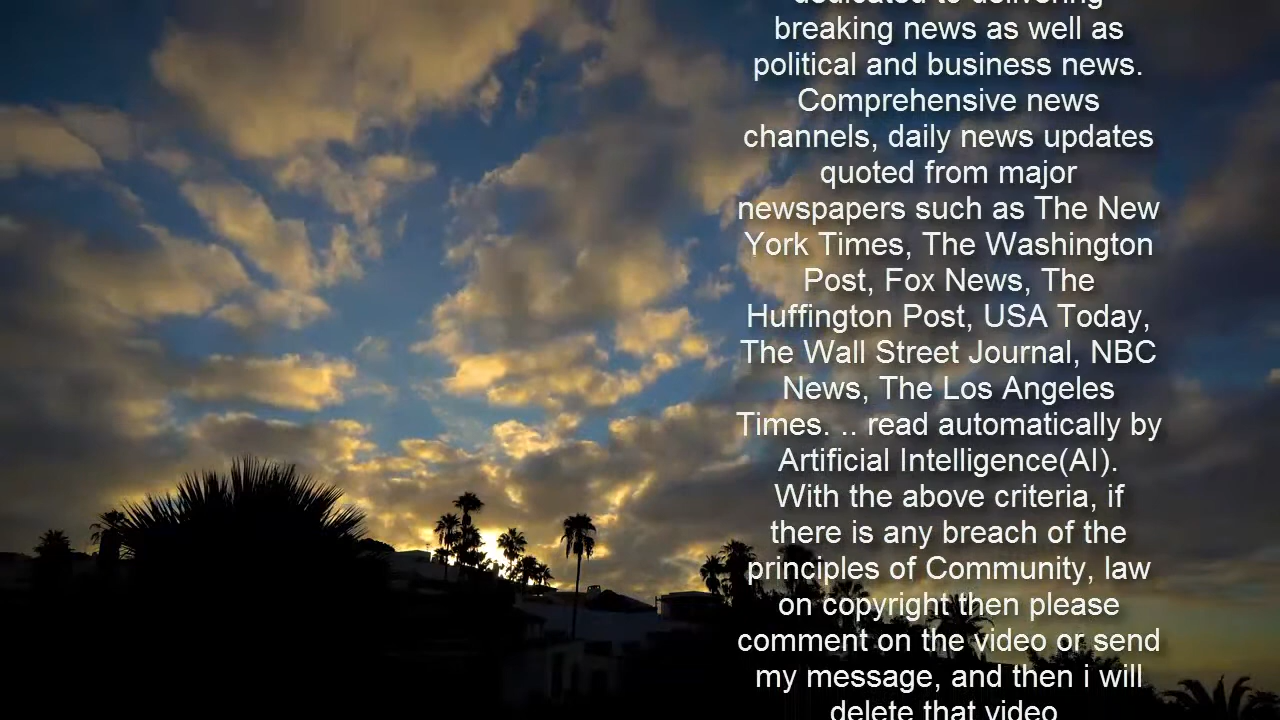 dedicated to delivering
breaking news as well as
political and business news.
Comprehensive news
channels, daily news updates
quoted from major
newspapers such as The New
York Times, The Washington
Post, Fox News, The
Huffington Post, USA Today,
The Wall Street Journal, NBC
News, The Los Angeles
Times. .. read automatically by
Artificial Intelligence(AI).
With the above criteria, if
there is any breach of the
principles of Community, law
on copyright then please
comment on the video or send
my message, and then i will
delete that video